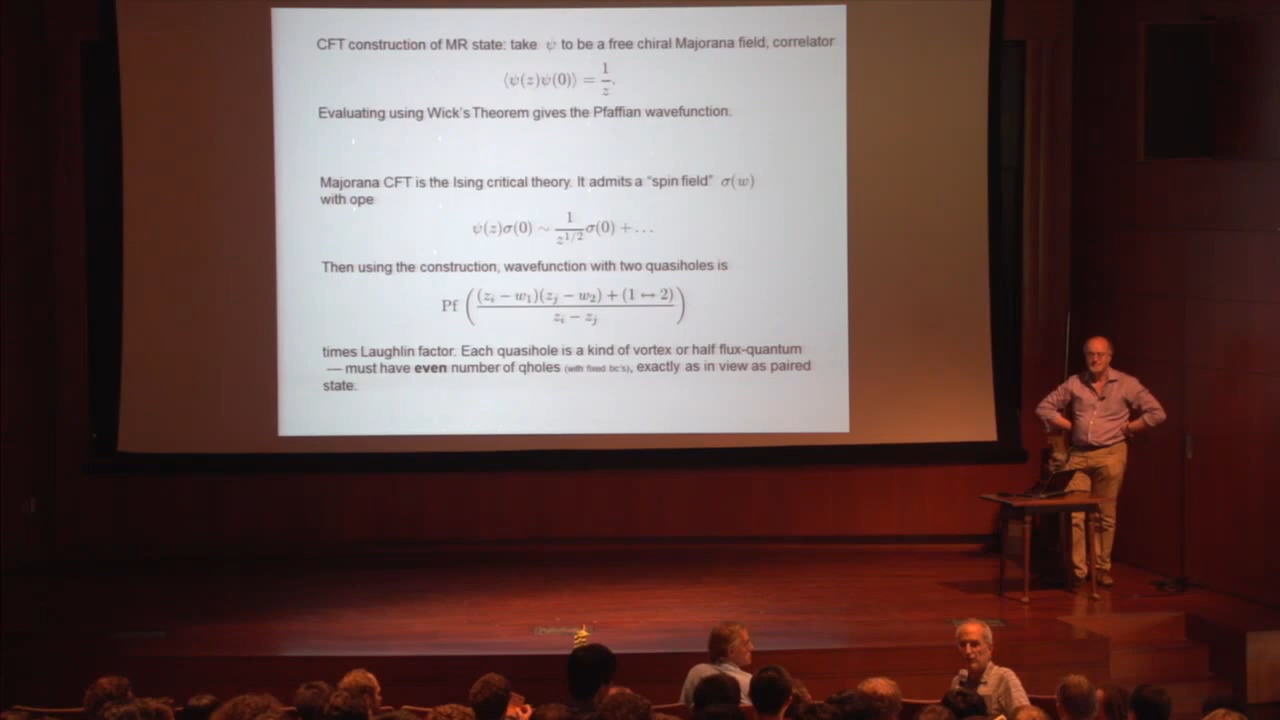 CFT construction of MR state: take ψ to be a free chiral Majorana field, correlator
⟨ψ(z)ψ(0)⟩ = 1/z.
Evaluating using Wick's Theorem gives the Pfaffian wavefunction.
Majorana CFT is the Ising critical theory. It admits a "spin field" σ(w)
with ope
ψ(z)σ(0) ∼ 1/z^{1/2} σ(0) + …
Then using the construction, wavefunction with two quasiholes is
Pf ( ((z_i − w_1)(z_j − w_2) + (1 ↔ 2)) / (z_i − z_j) )
times Laughlin factor. Each quasihole is a kind of vortex or half flux-quantum
— must have even number of qholes (with fixed bc's), exactly as in view as paired
state.